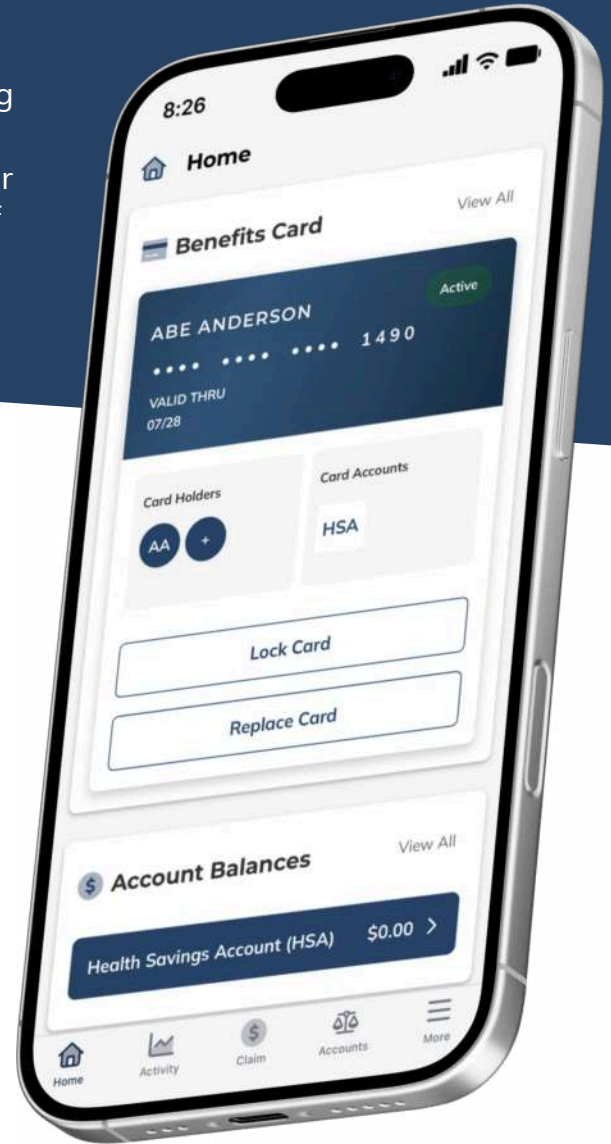 g
r
8:26
Home
Benefits Card
View All
ABE ANDERSON
Active
•••• •••• •••• 1490
VALID THRU
07/28
Card Holders
Card Accounts
AA
+
HSA
Lock Card
Replace Card
$ Account Balances
View All
Health Savings Account (HSA) $0.00 >
Home
Activity
$
Claim
Accounts
More